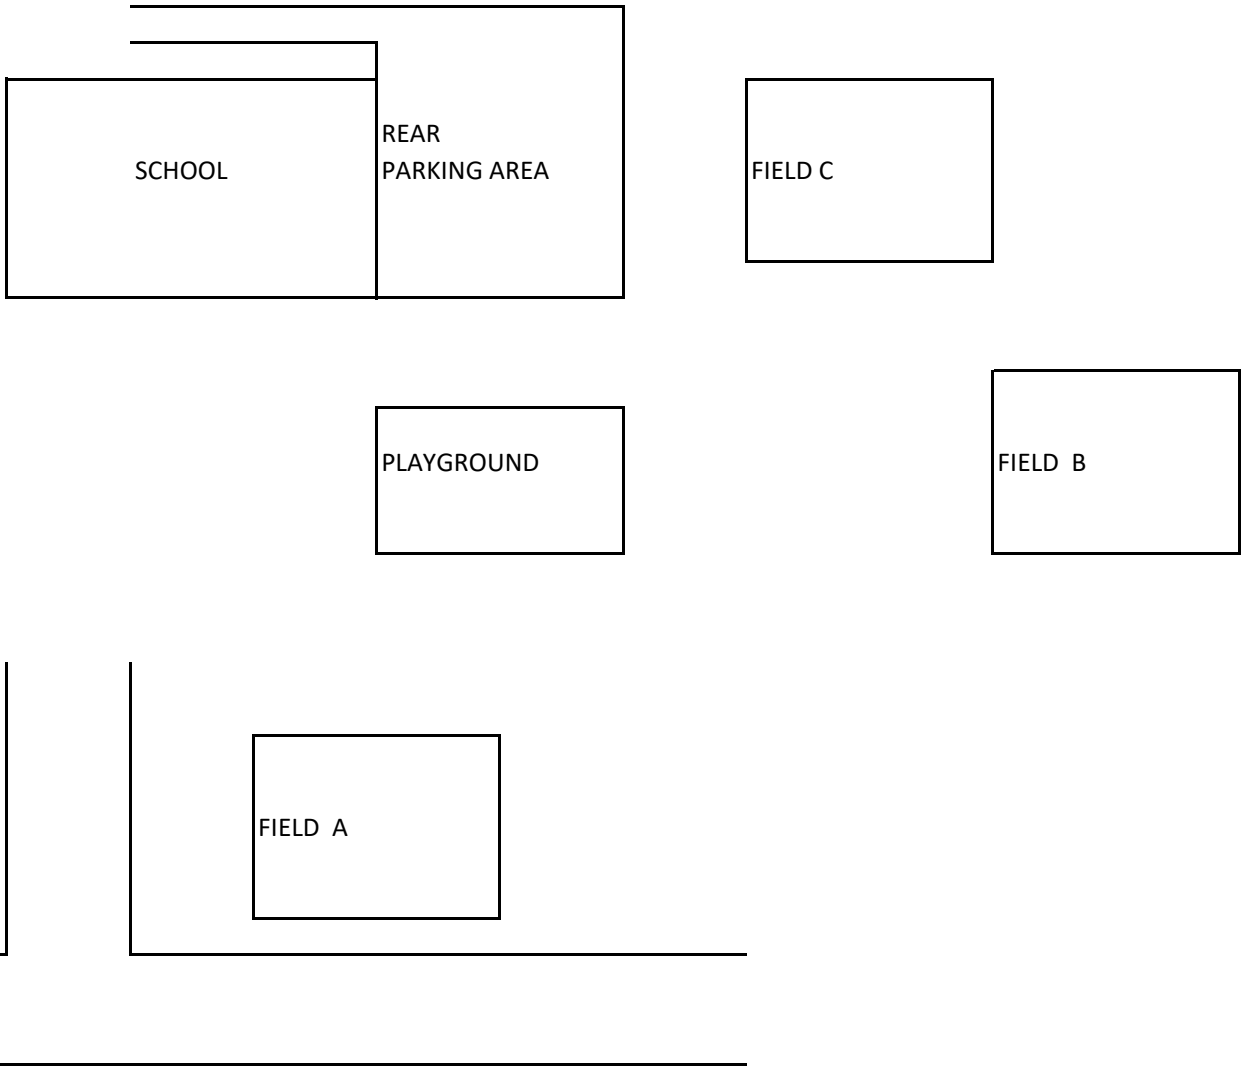 REAR
SCHOOL
PARKING AREA
FIELD C
PLAYGROUND
FIELD  B
FIELD  A